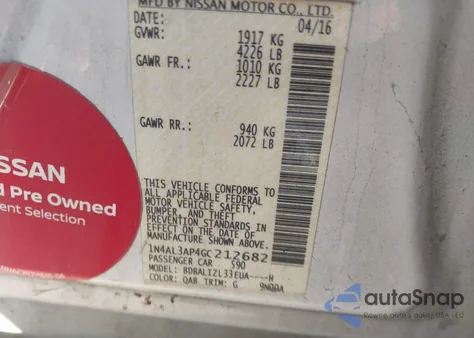 MFD BY NISSAN MOTOR CO., LTD.
DATE: 04/16
GVWR: 1917 KG
4226 LB
GAWR FR.: 1010 KG
2227 LB
GAWR RR.: 940 KG
2072 LB
THIS VEHICLE CONFORMS TO
ALL APPLICABLE FEDERAL
MOTOR VEHICLE SAFETY,
BUMPER, AND THEFT
PREVENTION STANDARDS IN
EFFECT ON THE DATE OF
MANUFACTURE SHOWN ABOVE.
1N4AL3AP4GC212682
PASSENGER CAR S90
MODEL: BDBALIZL33EUA----H
COLOR: QAB TRIM: G
ISSAN
d Pre Owned
ent Selection
autoSnap